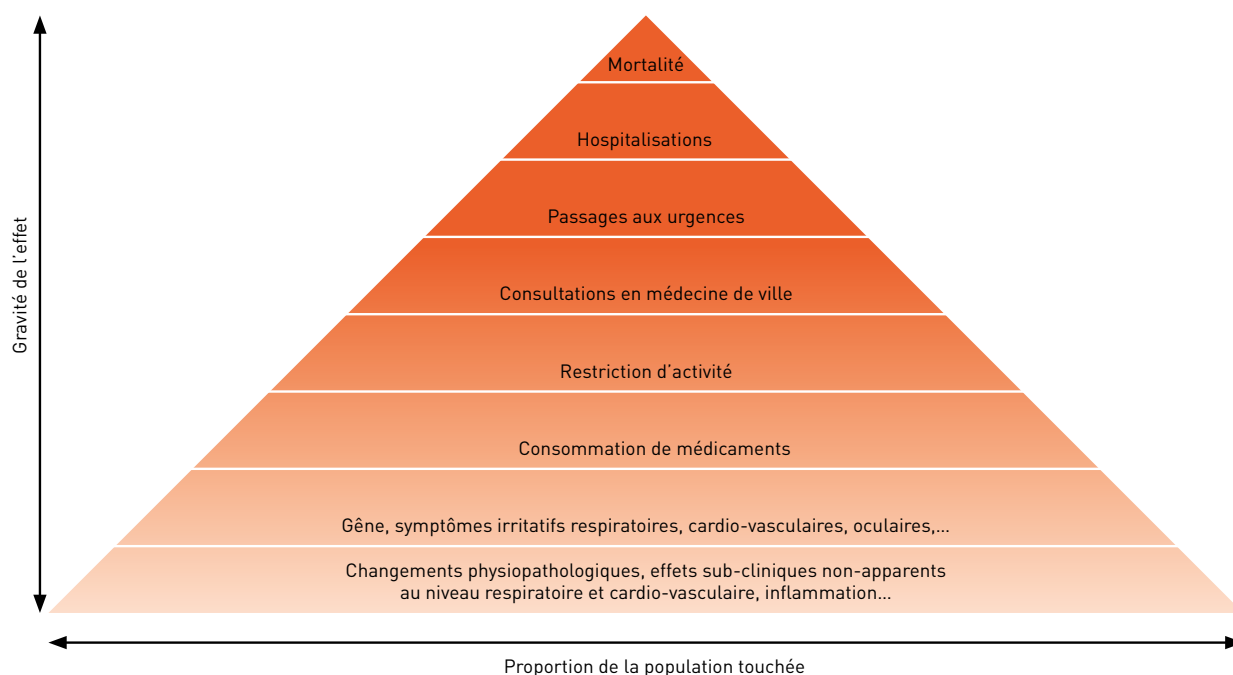 Mortalité
Hospitalisations
Passages aux urgences
Consultations en médecine de ville
Restriction d’activité
Consommation de médicaments
Gêne, symptômes irritatifs respiratoires, cardio-vasculaires, oculaires,...
Changements physiopathologiques, effets sub-cliniques non-apparents
au niveau respiratoire et cardio-vasculaire, inflammation...
Gravité de l’effet
Proportion de la population touchée